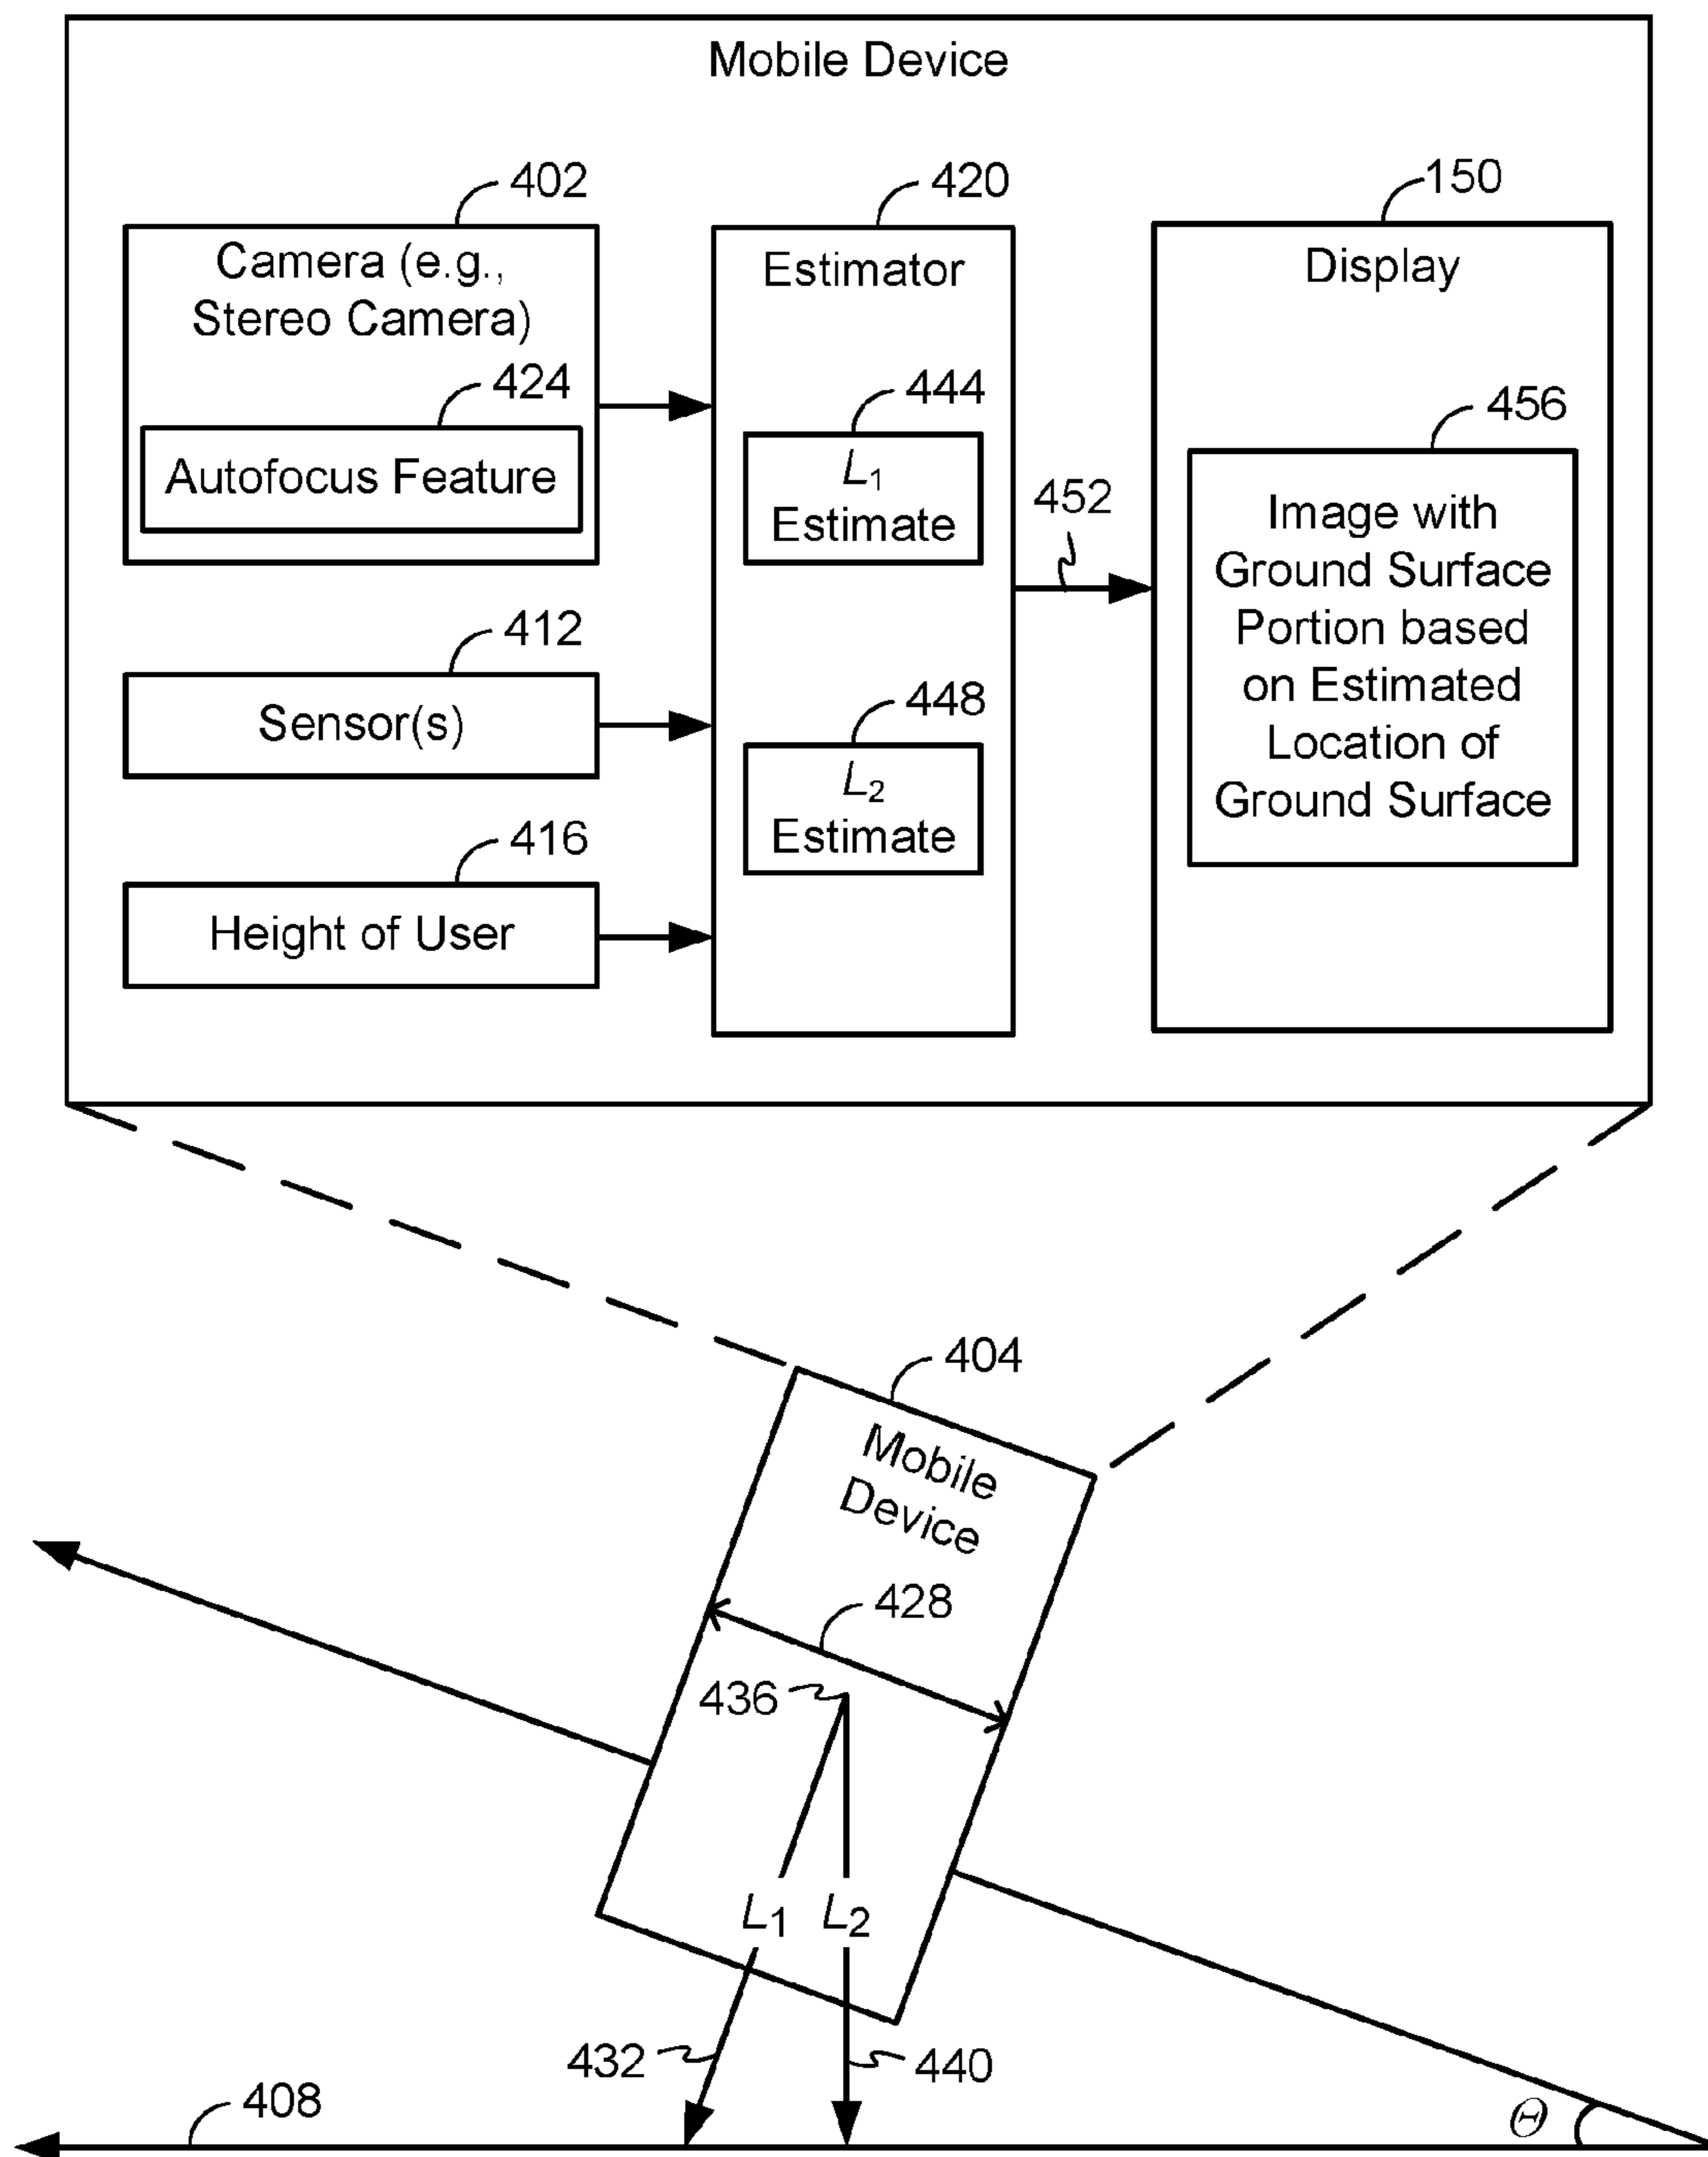 Mobile Device
402
Camera (e.g.,
Stereo Camera)
424
Autofocus Feature
412
Sensor(s)
416
Height of User
420
Estimator
444
L1
Estimate
448
L2
Estimate
452
150
Display
456
Image with
Ground Surface
Portion based
on Estimated
Location of
Ground Surface
404
Mobile
Device
428
436
L1 L2
432
440
408
Θ